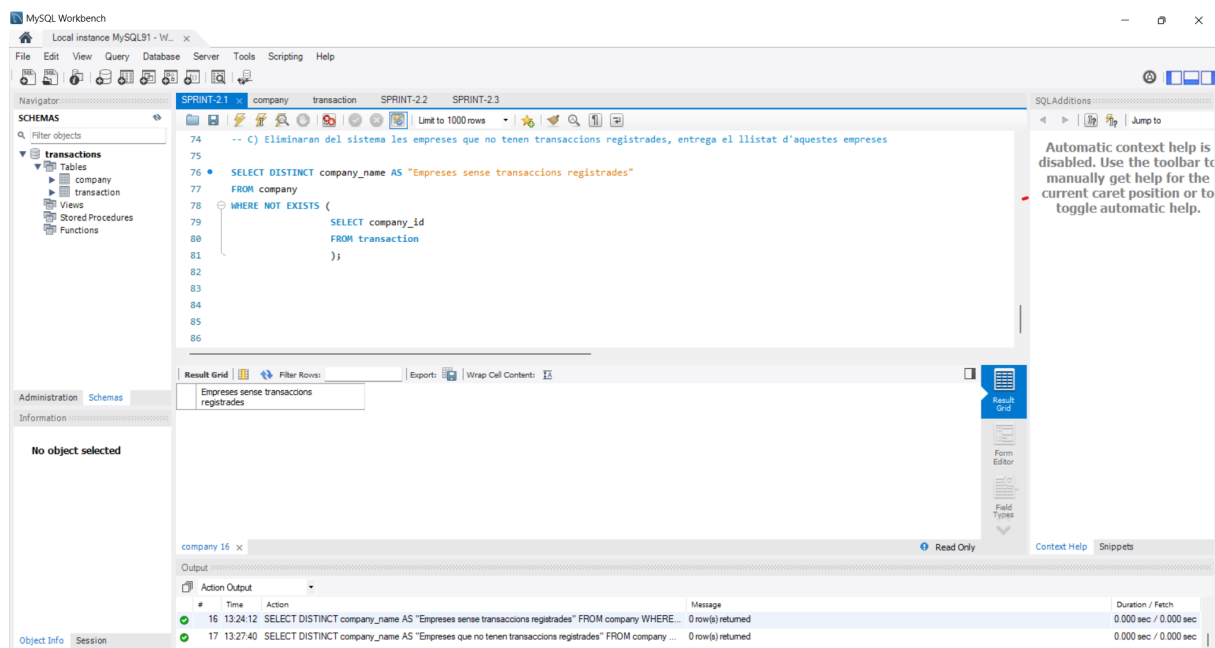 MySQL Workbench
Local instance MySQL91 - W...
File Edit View Query Database Server Tools Scripting Help
Navigator
SCHEMAS
Filter objects
transactions
Tables
company
transaction
Views
Stored Procedures
Functions
Administration Schemas
Information
No object selected
Object Info Session
SPRINT-2.1 company transaction SPRINT-2.2 SPRINT-2.3
Limit to 1000 rows
74 -- C) Eliminaran del sistema les empreses que no tenen transaccions registrades, entrega el llistat d'aquestes empreses
75
76 SELECT DISTINCT company_name AS "Empreses sense transaccions registrades"
77 FROM company
78 WHERE NOT EXISTS (
79 SELECT company_id
80 FROM transaction
81 );
82
83
84
85
86
Result Grid Filter Rows: Export: Wrap Cell Content:
Empreses sense transaccions
registrades
Result
Grid
Form
Editor
Field
Types
company 16 Read Only
Output
Action Output
# Time Action Message Duration / Fetch
16 13:24:12 SELECT DISTINCT company_name AS "Empreses sense transaccions registrades" FROM company WHERE... 0 row(s) returned 0.000 sec / 0.000 sec
17 13:27:40 SELECT DISTINCT company_name AS "Empreses que no tenen transaccions registrades" FROM company ... 0 row(s) returned 0.000 sec / 0.000 sec
SQLAdditions
Jump to
Automatic context help is
disabled. Use the toolbar to
manually get help for the
current caret position or to
toggle automatic help.
Context Help Snippets